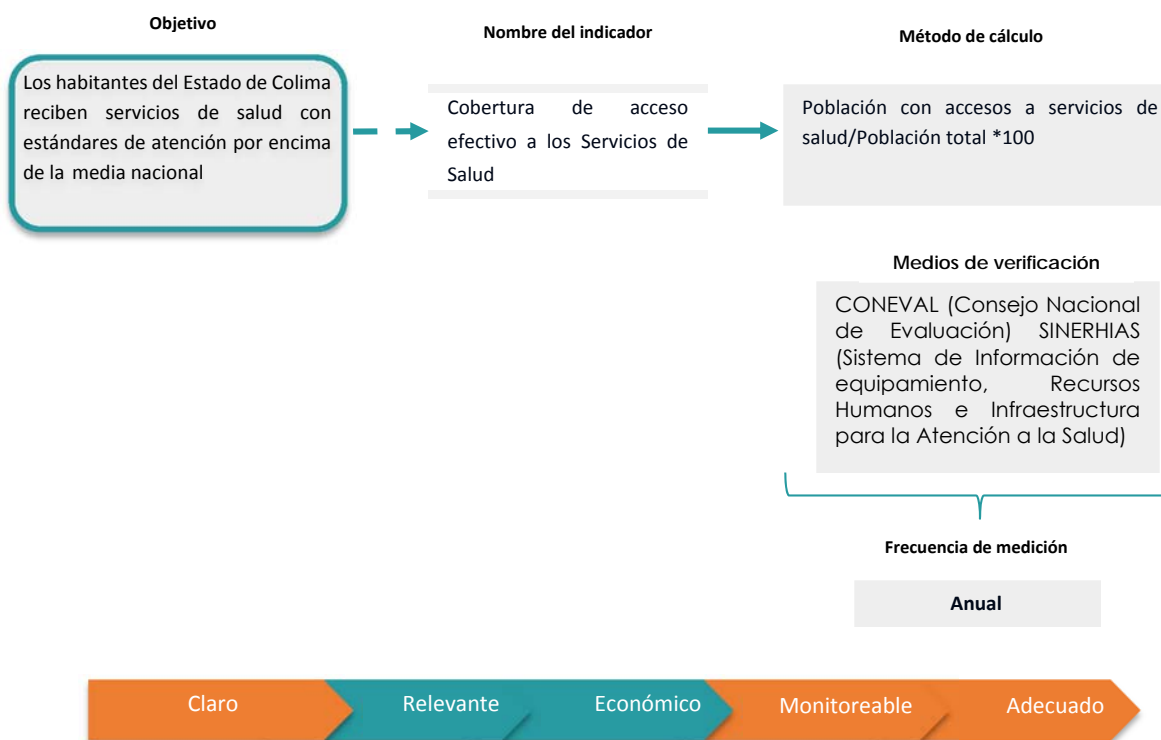 Objetivo
Los habitantes del Estado de Colima
reciben servicios de salud con
estándares de atención por encima
de la media nacional
Nombre del indicador
Cobertura de acceso
efectivo a los Servicios de
Salud
Método de cálculo
Población con accesos a servicios de
salud/Población total *100
Medios de verificación
CONEVAL (Consejo Nacional
de Evaluación) SINERHIAS
(Sistema de Información de
equipamiento, Recursos
Humanos e Infraestructura
para la Atención a la Salud)
Frecuencia de medición
Anual
Claro
Relevante
Económico
Monitoreable
Adecuado